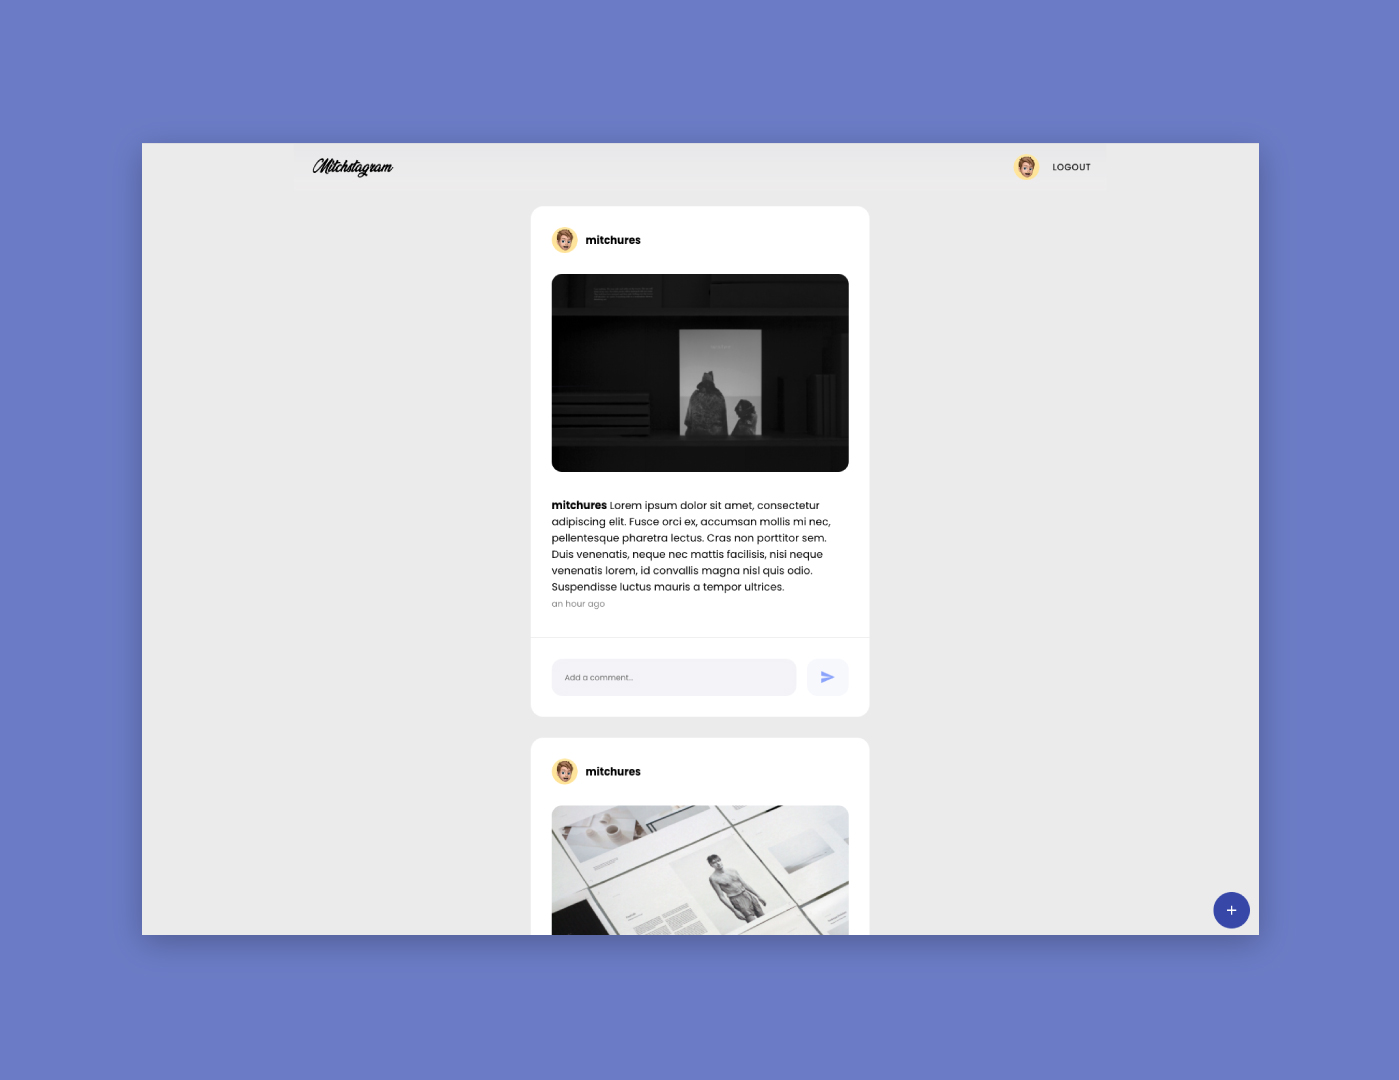 Mitchstagram
LOGOUT
mitchures
mitchures Lorem ipsum dolor sit amet, consectetur
adipiscing elit. Fusce orci ex, accumsan mollis mi nec,
pellentesque pharetra lectus. Cras non porttitor sem.
Duis venenatis, neque nec mattis facilisis, nisi neque
venenatis lorem, id convallis magna nisl quis odio.
Suspendisse luctus mauris a tempor ultrices.
an hour ago
Add a comment...
mitchures